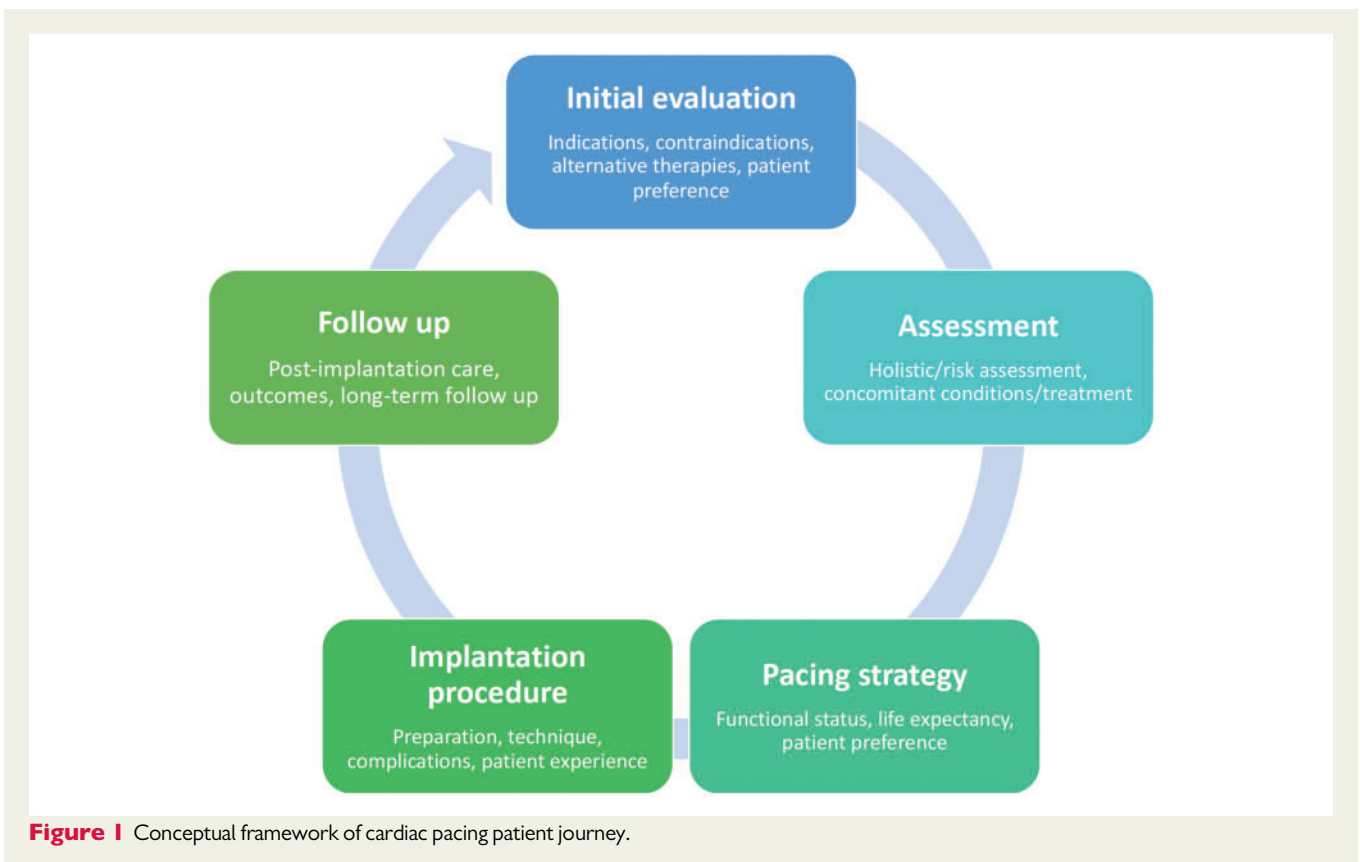 Initial evaluation
Indications, contraindications,
alternative therapies, patient
preference
Assessment
Holistic/risk assessment,
concomitant conditions/treatment
Pacing strategy
Functional status, life expectancy,
patient preference
Implantation
procedure
Preparation, technique,
complications, patient experience
Follow up
Post-implantation care,
outcomes, long-term follow up
Figure 1 Conceptual framework of cardiac pacing patient journey.